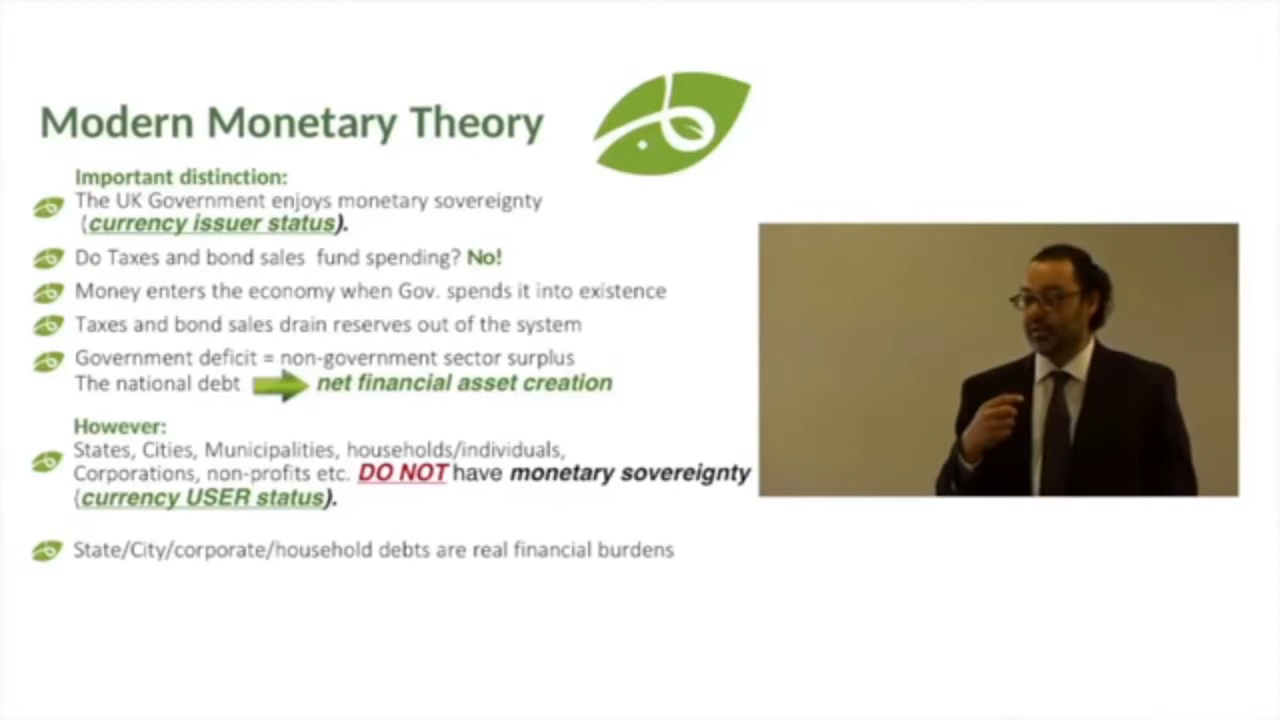 Modern Monetary Theory
Important distinction:
The UK Government enjoys monetary sovereignty
(currency issuer status).
Do Taxes and bond sales fund spending? No!
Money enters the economy when Gov. spends it into existence
Taxes and bond sales drain reserves out of the system
Government deficit = non-government sector surplus
The national debt net financial asset creation
However:
States, Cities, Municipalities, households/individuals,
Corporations, non-profits etc. DO NOT have monetary sovereignty
(currency USER status).
State/City/corporate/household debts are real financial burdens